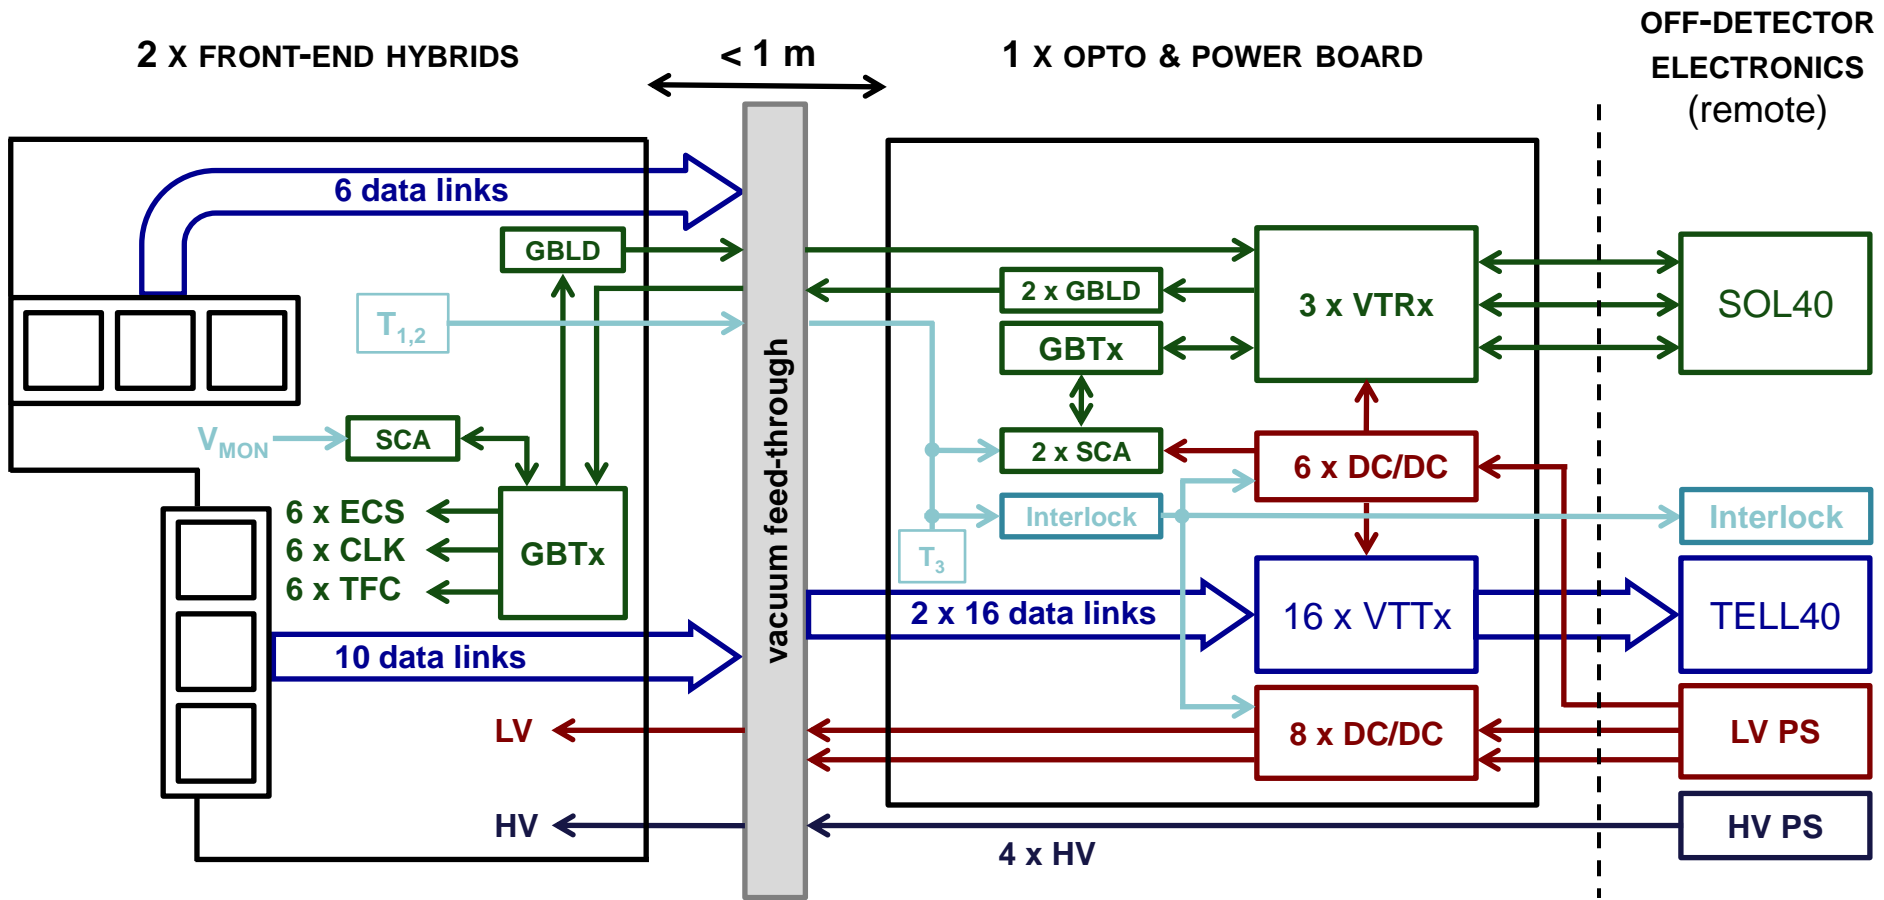 2 X FRONT-END HYBRIDS
< 1 m
1 X OPTO & POWER BOARD
OFF-DETECTOR
ELECTRONICS
(remote)
6 data links
GBLD
T1,2
VMON
SCA
6 x ECS
6 x CLK
6 x TFC
GBTx
10 data links
LV
HV
vacuum feed-through
2 x GBLD
GBTx
2 x SCA
Interlock
T3
3 x VTRx
6 x DC/DC
2 x 16 data links
16 x VTTx
8 x DC/DC
4 x HV
SOL40
Interlock
TELL40
LV PS
HV PS